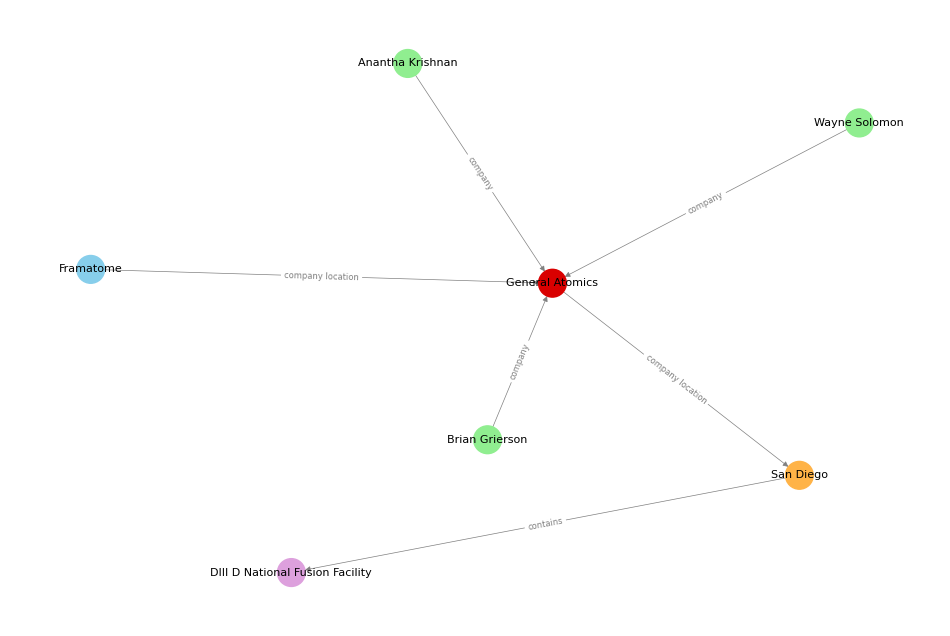 Anantha Krishnan
Wayne Solomon
company
company
Framatome
company location
General Atomics
company
company location
Brian Grierson
San Diego
contains
DIII D National Fusion Facility